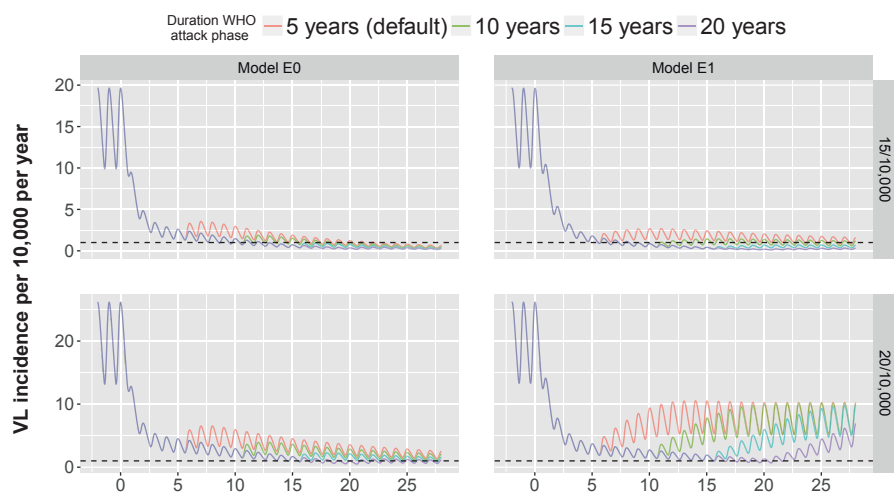 Duration WHO
attack phase
5 years (default) 10 years 15 years 20 years
Model E0 Model E1
VL incidence per 10,000 per year
20
15
10
5
0
15/10,000
20
10
0
20/10,000
0 5 10 15 20 25 0 5 10 15 20 25